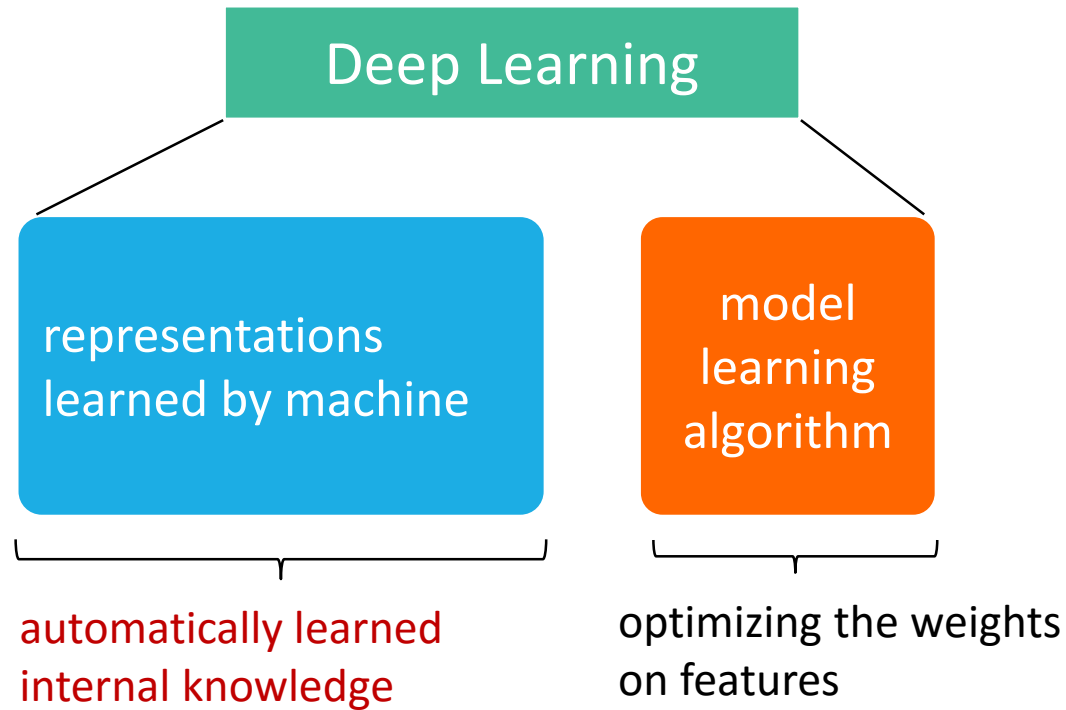 Deep Learning
representations
learned by machine
model
learning
algorithm
automatically learned
internal knowledge
optimizing the weights
on features